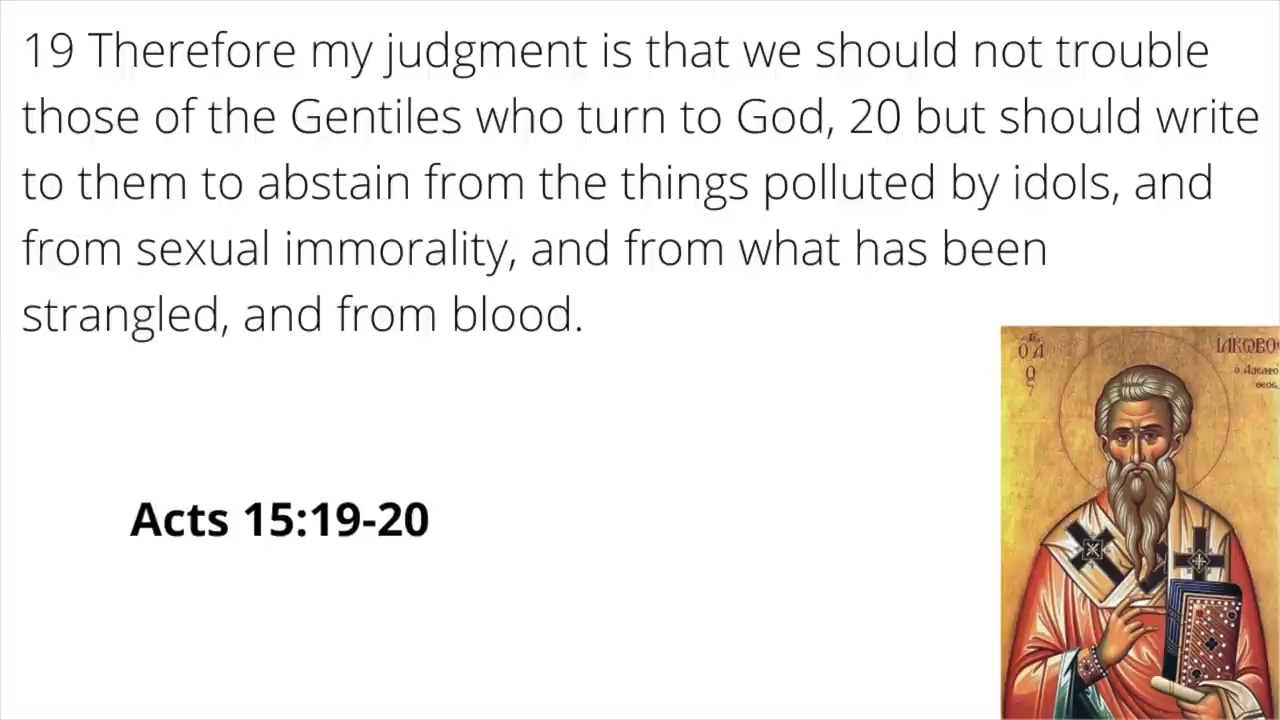 19 Therefore my judgment is that we should not trouble
those of the Gentiles who turn to God, 20 but should write
to them to abstain from the things polluted by idols, and
from sexual immorality, and from what has been
strangled, and from blood.
Acts 15:19-20
ΙΑΚΩΒΟ